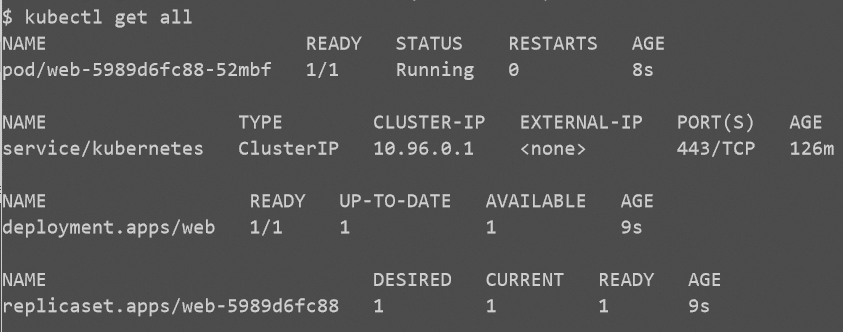 $ kubectl get all
NAME READY STATUS RESTARTS AGE
pod/web-5989d6fc88-52mbf 1/1 Running 0 8s
NAME TYPE CLUSTER-IP EXTERNAL-IP PORT(S) AGE
service/kubernetes ClusterIP 10.96.0.1 <none> 443/TCP 126m
NAME READY UP-TO-DATE AVAILABLE AGE
deployment.apps/web 1/1 1 1 9s
NAME DESIRED CURRENT READY AGE
replicaset.apps/web-5989d6fc88 1 1 1 9s